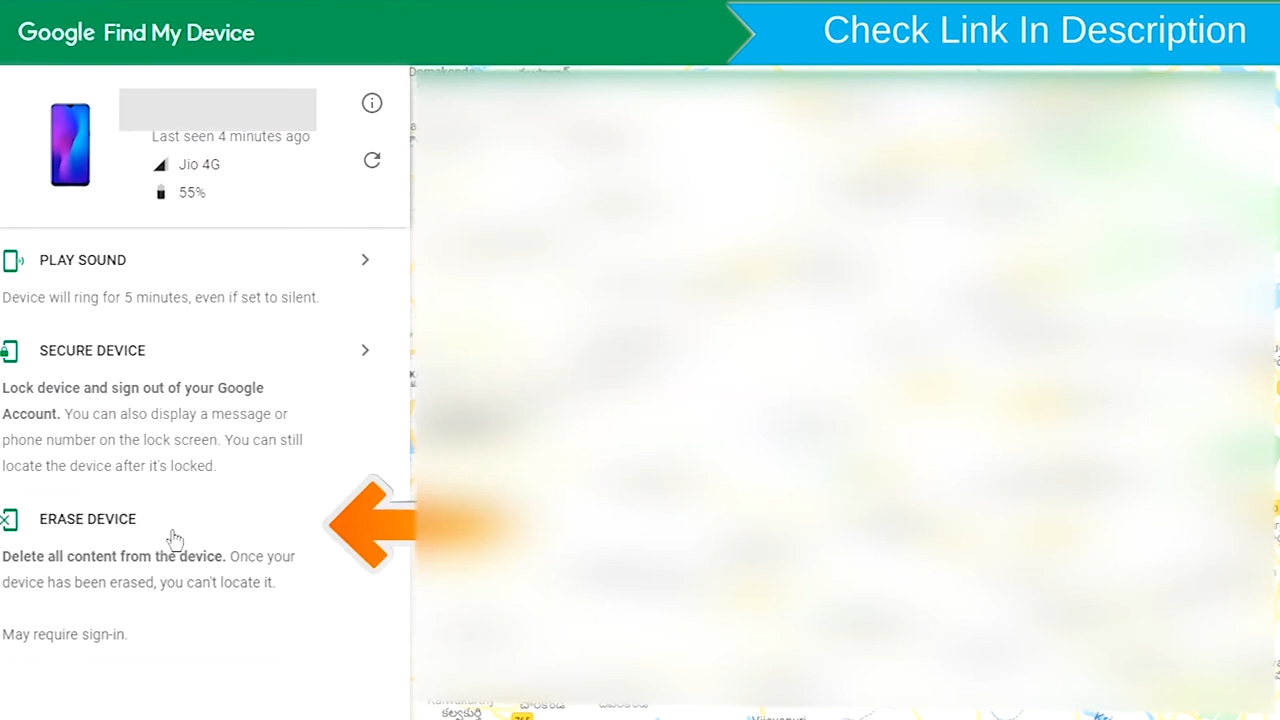 Google Find My Device
Check Link In Description
Last seen 4 minutes ago
Jio 4G
55%
PLAY SOUND
Device will ring for 5 minutes, even if set to silent.
SECURE DEVICE
Lock device and sign out of your Google
Account. You can also display a message or
phone number on the lock screen. You can still
locate the device after it's locked.
ERASE DEVICE
Delete all content from the device. Once your
device has been erased, you can't locate it.
May require sign-in.
కల్వకుర్తి
765